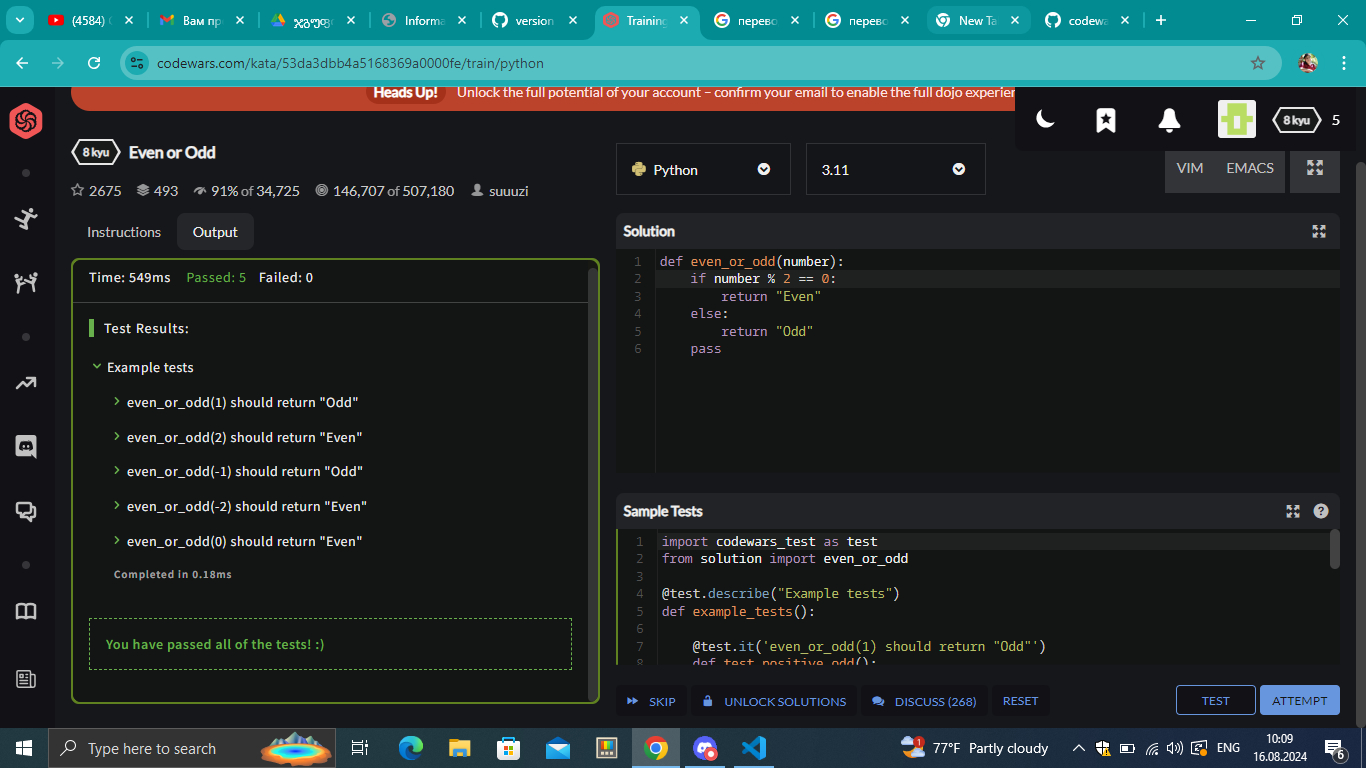 (4584)
Вам пр
ჯგუფ
Informa
version
Training
перево
перево
New Ta
codewa
codewars.com/kata/53da3dbb4a5168369a0000fe/train/python
Heads Up! Unlock the full potential of your account – confirm your email to enable the full dojo experien
8 kyu 5
8 kyu Even or Odd
2675 493 91% of 34,725 146,707 of 507,180 suuuzi
Instructions Output
Time: 549ms Passed: 5 Failed: 0
Test Results:
Example tests
even_or_odd(1) should return "Odd"
even_or_odd(2) should return "Even"
even_or_odd(-1) should return "Odd"
even_or_odd(-2) should return "Even"
even_or_odd(0) should return "Even"
Completed in 0.18ms
You have passed all of the tests! :)
Python 3.11 VIM EMACS
Solution
1 def even_or_odd(number):
2 if number % 2 == 0:
3 return "Even"
4 else:
5 return "Odd"
6 pass
Sample Tests
1 import codewars_test as test
2 from solution import even_or_odd
3
4 @test.describe("Example tests")
5 def example_tests():
6
7 @test.it('even_or_odd(1) should return "Odd"')
8 def test_positive_odd():
SKIP UNLOCK SOLUTIONS DISCUSS (268) RESET TEST ATTEMPT
Type here to search
1 77°F Partly cloudy ENG
10:09
16.08.2024
6